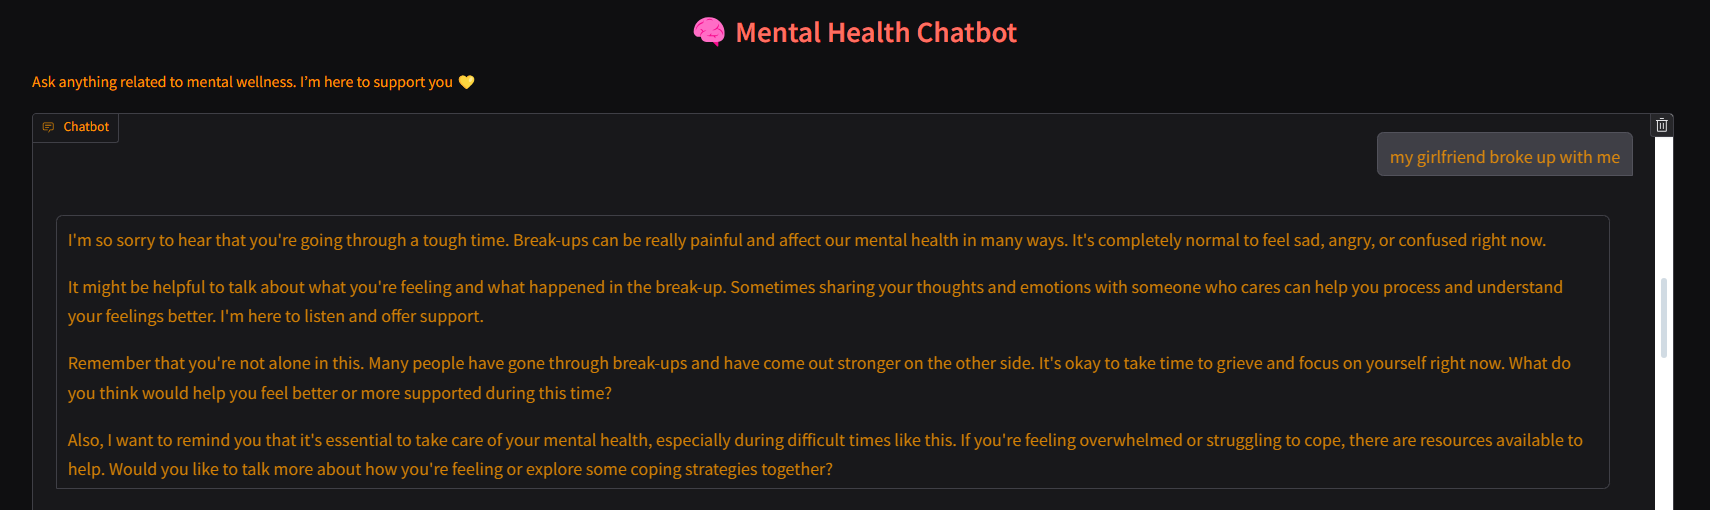 🧠 Mental Health Chatbot
Ask anything related to mental wellness. I'm here to support you 💛
Chatbot
my girlfriend broke up with me
I'm so sorry to hear that you're going through a tough time. Break-ups can be really painful and affect our mental health in many ways. It's completely normal to feel sad, angry, or confused right now.
It might be helpful to talk about what you're feeling and what happened in the break-up. Sometimes sharing your thoughts and emotions with someone who cares can help you process and understand
your feelings better. I'm here to listen and offer support.
Remember that you're not alone in this. Many people have gone through break-ups and have come out stronger on the other side. It's okay to take time to grieve and focus on yourself right now. What do
you think would help you feel better or more supported during this time?
Also, I want to remind you that it's essential to take care of your mental health, especially during difficult times like this. If you're feeling overwhelmed or struggling to cope, there are resources available to
help. Would you like to talk more about how you're feeling or explore some coping strategies together?